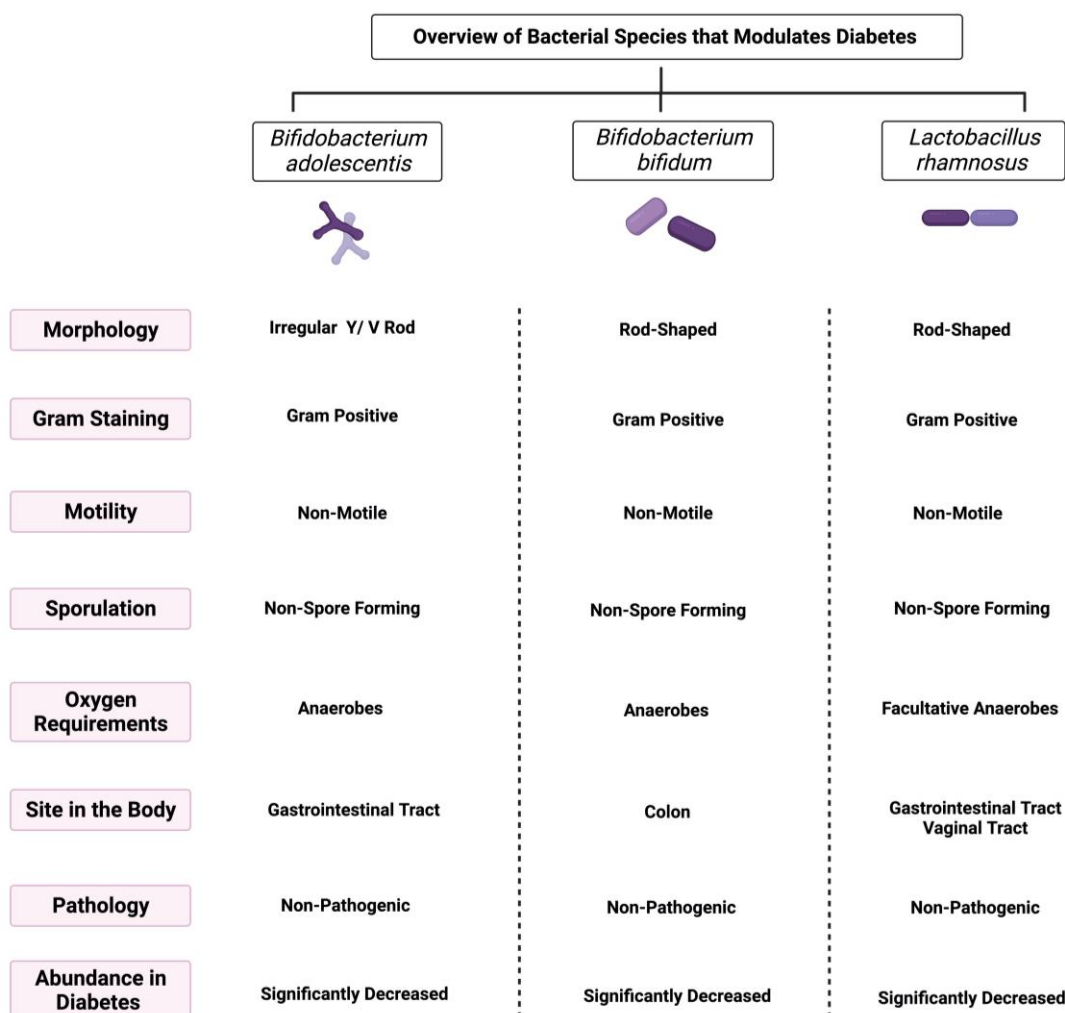 Overview of Bacterial Species that Modulates Diabetes
Bifidobacterium adolescentis
Bifidobacterium bifidum
Lactobacillus rhamnosus
Morphology
Irregular Y/ V Rod
Rod-Shaped
Rod-Shaped
Gram Staining
Gram Positive
Gram Positive
Gram Positive
Motility
Non-Motile
Non-Motile
Non-Motile
Sporulation
Non-Spore Forming
Non-Spore Forming
Non-Spore Forming
Oxygen
Requirements
Anaerobes
Anaerobes
Facultative Anaerobes
Site in the Body
Gastrointestinal Tract
Colon
Gastrointestinal Tract
Vaginal Tract
Pathology
Non-Pathogenic
Non-Pathogenic
Non-Pathogenic
Abundance in
Diabetes
Significantly Decreased
Significantly Decreased
Significantly Decreased